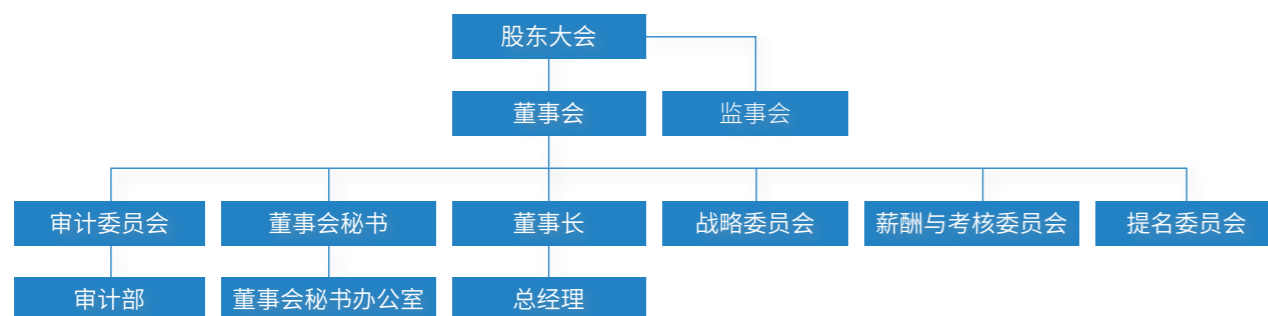 股东大会
董事会
监事会
审计委员会
董事会秘书
董事长
战略委员会
薪酬与考核委员会
提名委员会
审计部
董事会秘书办公室
总经理